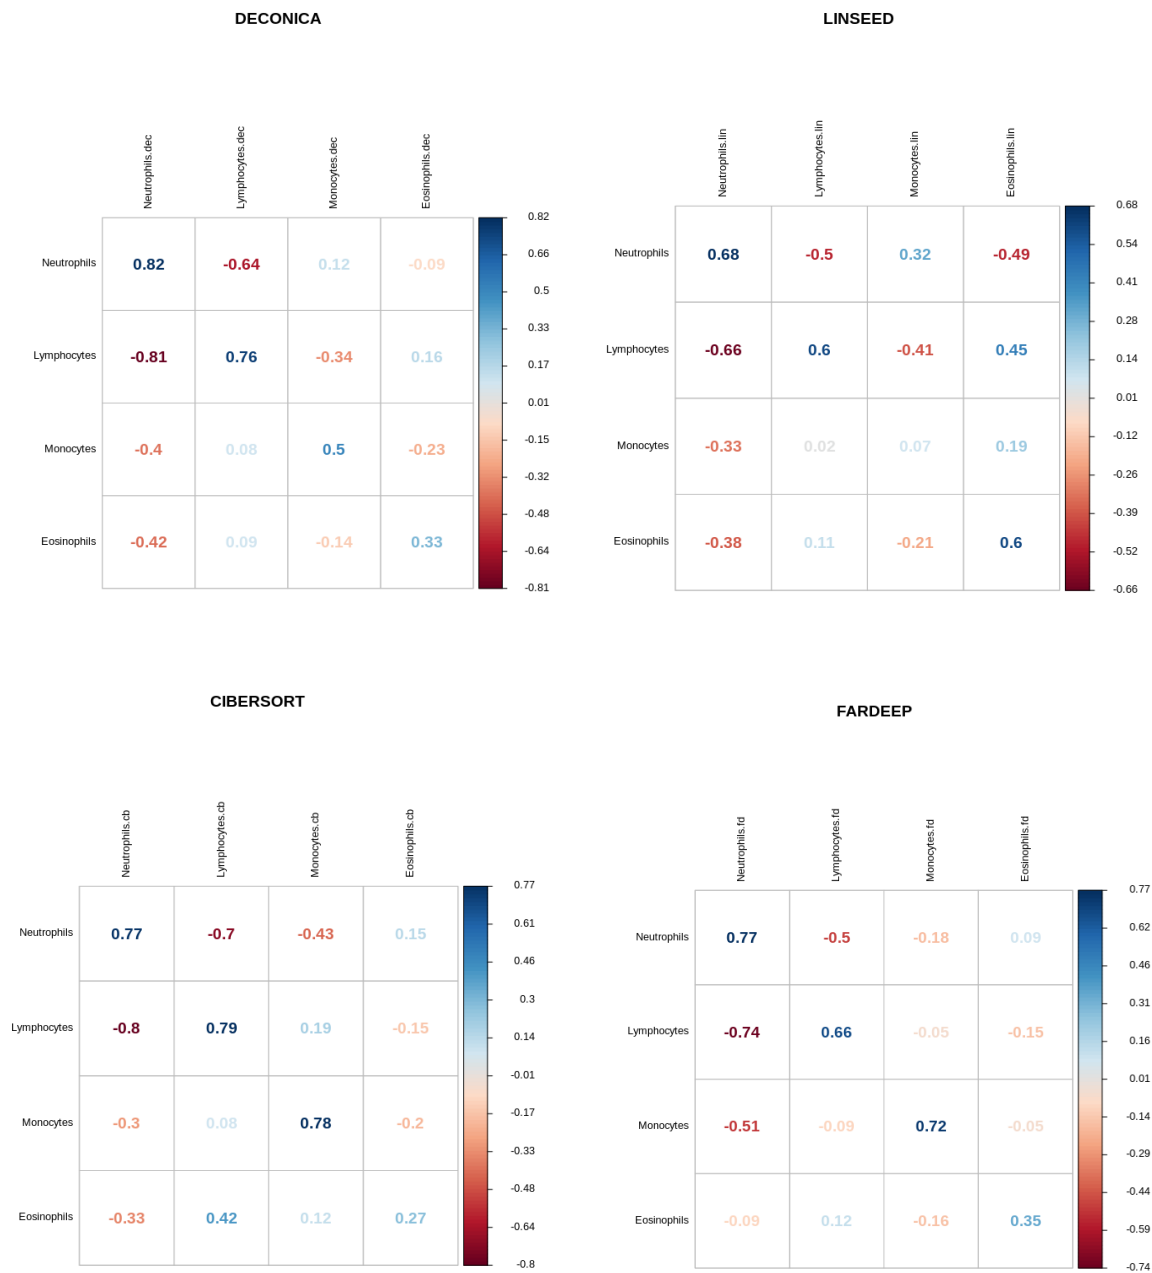 DECONICA
Neutrophils.dec
Lymphocytes.dec
Monocytes.dec
Eosinophils.dec
Neutrophils 0.82 -0.64 0.12 -0.09
Lymphocytes -0.81 0.76 -0.34 0.16
Monocytes -0.4 0.08 0.5 -0.23
Eosinophils -0.42 0.09 -0.14 0.33
0.82
0.66
0.5
0.33
0.17
0.01
-0.15
-0.32
-0.48
-0.64
-0.81
LINSEED
Neutrophils.lin
Lymphocytes.lin
Monocytes.lin
Eosinophils.lin
Neutrophils 0.68 -0.5 0.32 -0.49
Lymphocytes -0.66 0.6 -0.41 0.45
Monocytes -0.33 0.02 0.07 0.19
Eosinophils -0.38 0.11 -0.21 0.6
0.68
0.54
0.41
0.28
0.14
0.01
-0.12
-0.26
-0.39
-0.52
-0.66
CIBERSORT
Neutrophils.cb
Lymphocytes.cb
Monocytes.cb
Eosinophils.cb
Neutrophils 0.77 -0.7 -0.43 0.15
Lymphocytes -0.8 0.79 0.19 -0.15
Monocytes -0.3 0.08 0.78 -0.2
Eosinophils -0.33 0.42 0.12 0.27
0.77
0.61
0.46
0.3
0.14
-0.01
-0.17
-0.33
-0.48
-0.64
-0.8
FARDEEP
Neutrophils.fd
Lymphocytes.fd
Monocytes.fd
Eosinophils.fd
Neutrophils 0.77 -0.5 -0.18 0.09
Lymphocytes -0.74 0.66 -0.05 -0.15
Monocytes -0.51 -0.09 0.72 -0.05
Eosinophils -0.09 0.12 -0.16 0.35
0.77
0.62
0.46
0.31
0.16
0.01
-0.14
-0.29
-0.44
-0.59
-0.74